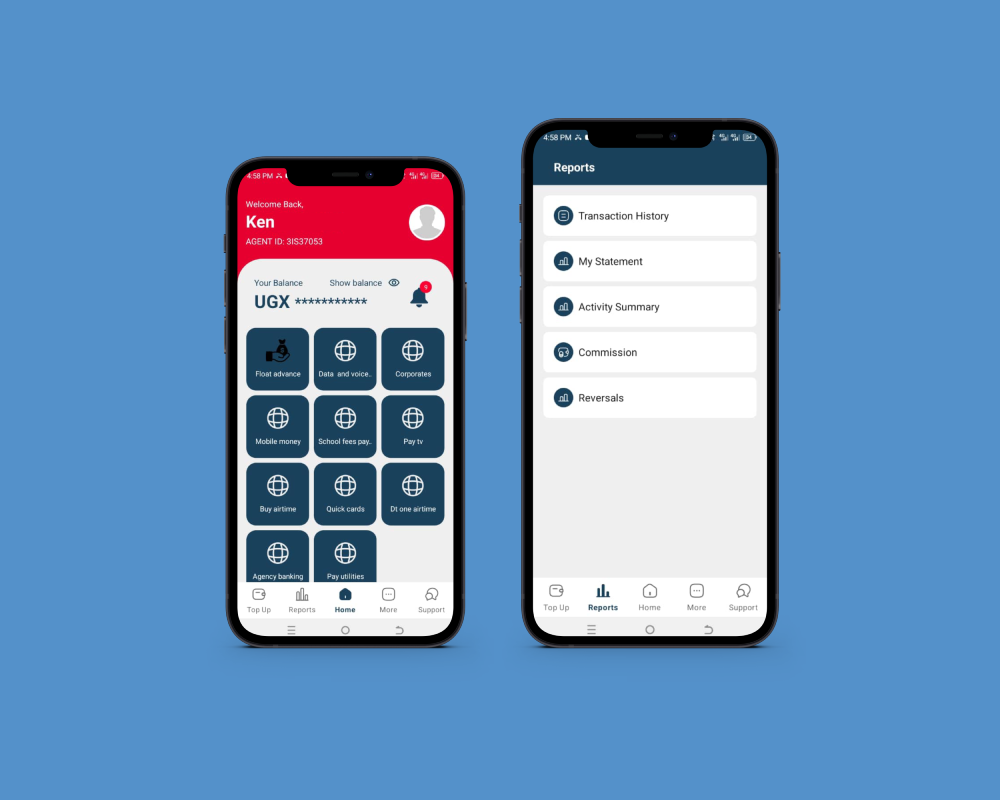 4:58 PM
Welcome Back,
Ken
AGENT ID: 3IS37053
Your Balance
Show balance
9
UGX ***********
Float advance
Data and voice..
Corporates
Mobile money
School fees pay..
Pay tv
Buy airtime
Quick cards
Dt one airtime
Agency banking
Pay utilities
Top Up
Reports
Home
More
Support
4:58 PM
Reports
Transaction History
My Statement
Activity Summary
Commission
Reversals
Top Up
Reports
Home
More
Support